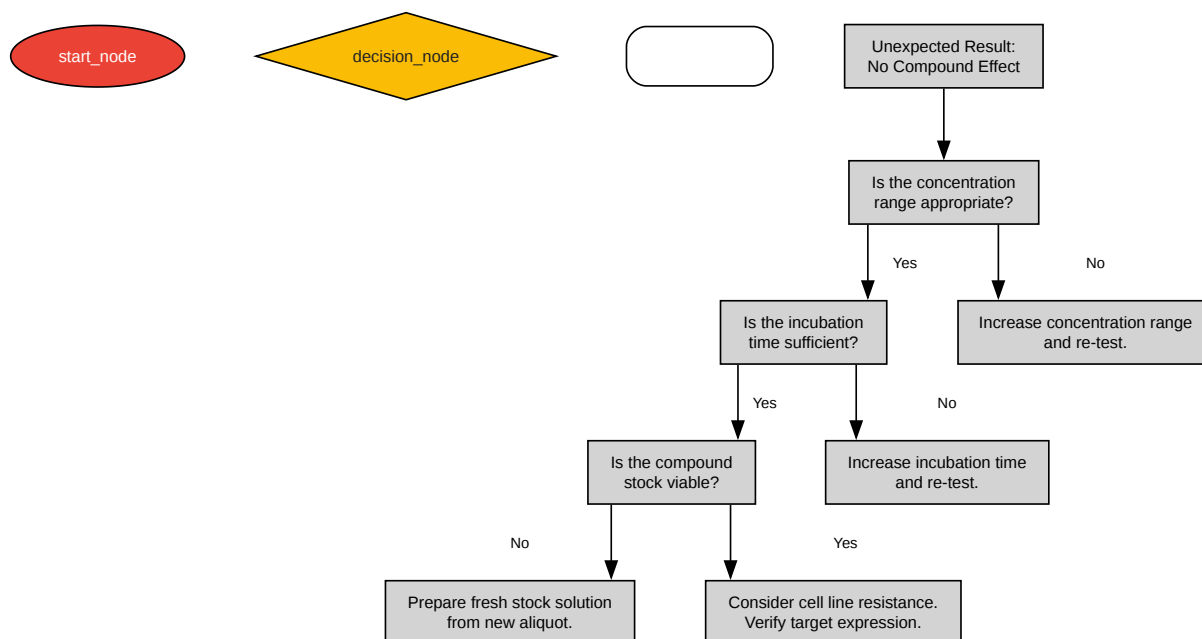 start_node
decision_node
Unexpected Result:
No Compound Effect
Is the concentration
range appropriate?
Yes
No
Is the incubation
time sufficient?
Increase concentration range
and re-test.
Yes
No
Is the compound
stock viable?
Increase incubation time
and re-test.
No
Yes
Prepare fresh stock solution
from new aliquot.
Consider cell line resistance.
Verify target expression.